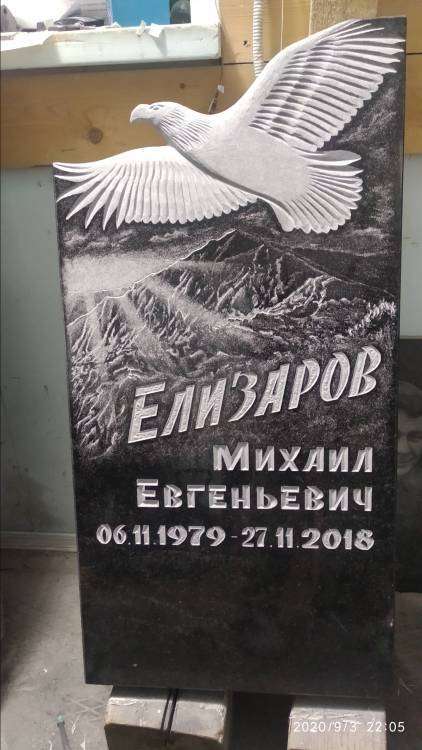 Елизаров
Михаил
Евгеньевич
06.11.1979 - 27.11.2018
2020/9/3 22:05